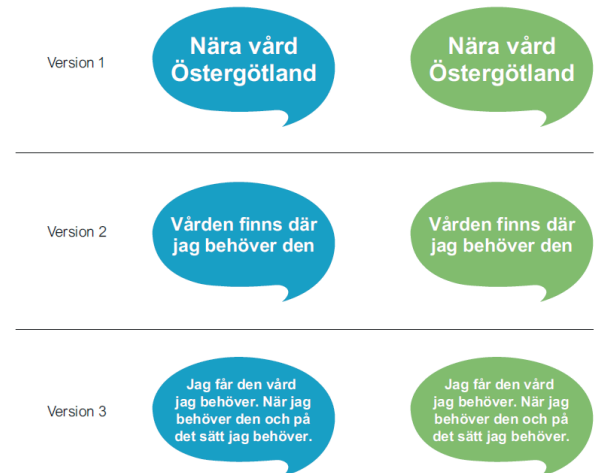 Version 1
Nära vård
Östergötland
Nära vård
Östergötland
Version 2
Vården finns där
jag behöver den
Vården finns där
jag behöver den
Version 3
Jag får den vård
jag behöver. När jag
behöver den och på
det sätt jag behöver.
Jag får den vård
jag behöver. När jag
behöver den och på
det sätt jag behöver.